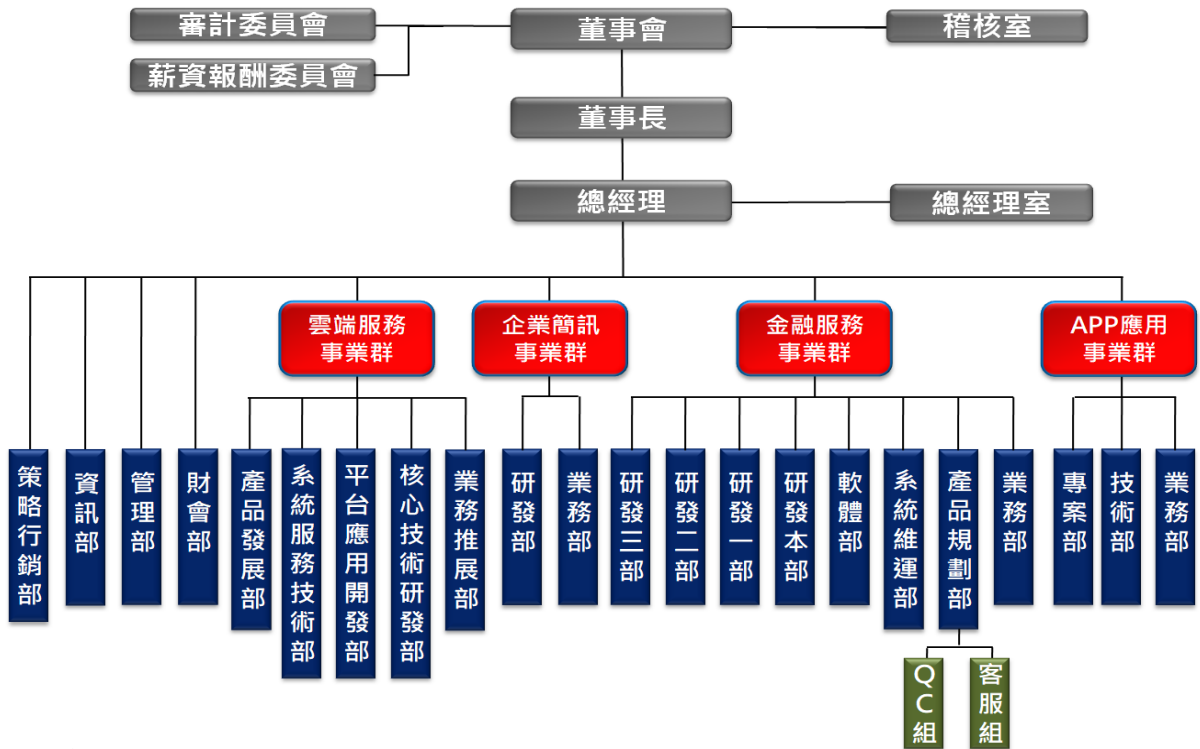 審計委員會
董事會
稽核室
薪資報酬委員會
董事長
總經理
總經理室
雲端服務
事業群
企業簡訊
事業群
金融服務
事業群
APP應用
事業群
策略行銷部
資訊部
管理部
財會部
產品發展部
系統服務技術部
平台應用開發部
核心技術研發部
業務推展部
研發部
業務部
研發三部
研發二部
研發一部
研發本部
軟體部
系統維運部
產品規劃部
業務部
專案部
技術部
業務部
QC組
客服組